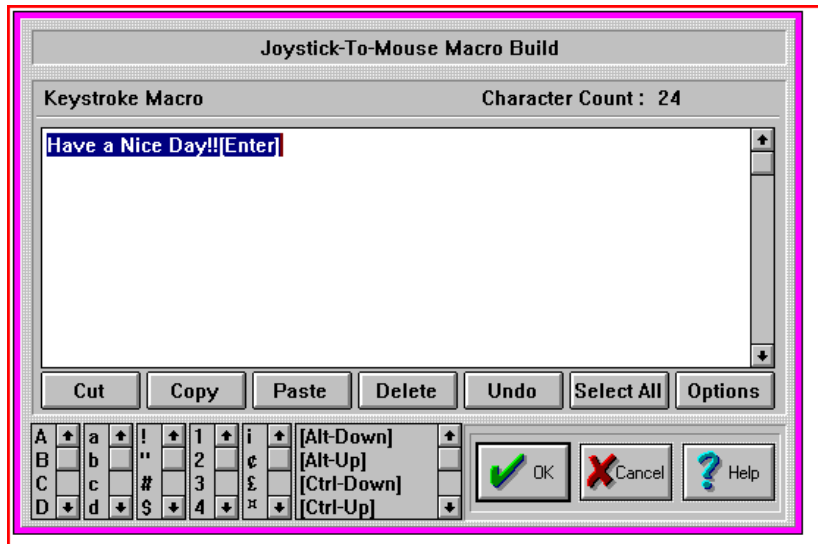 Joystick-To-Mouse Macro Build
Keystroke Macro Character Count : 24
Have a Nice Day!![Enter]
Cut Copy Paste Delete Undo Select All Options
A a ! 1 ¡ [Alt-Down]
B b " 2 ¢ [Alt-Up]
C c # 3 £ [Ctrl-Down]
D d $ 4 ¤ [Ctrl-Up]
OK Cancel Help